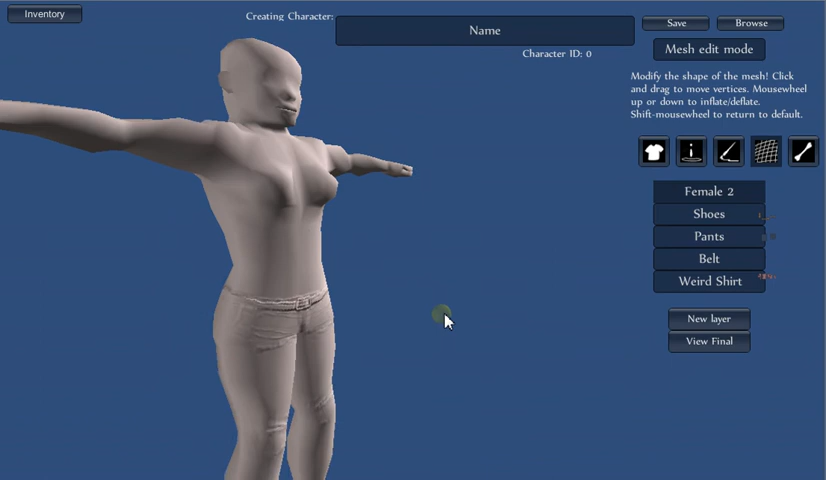 Inventory
Creating Character:
Name
Character ID: 0
Save
Browse
Mesh edit mode
Modify the shape of the mesh! Click
and drag to move vertices. Mousewheel
up or down to inflate/deflate.
Shift-mousewheel to return to default.
Female 2
Shoes
Pants
Belt
Weird Shirt
New layer
View Final